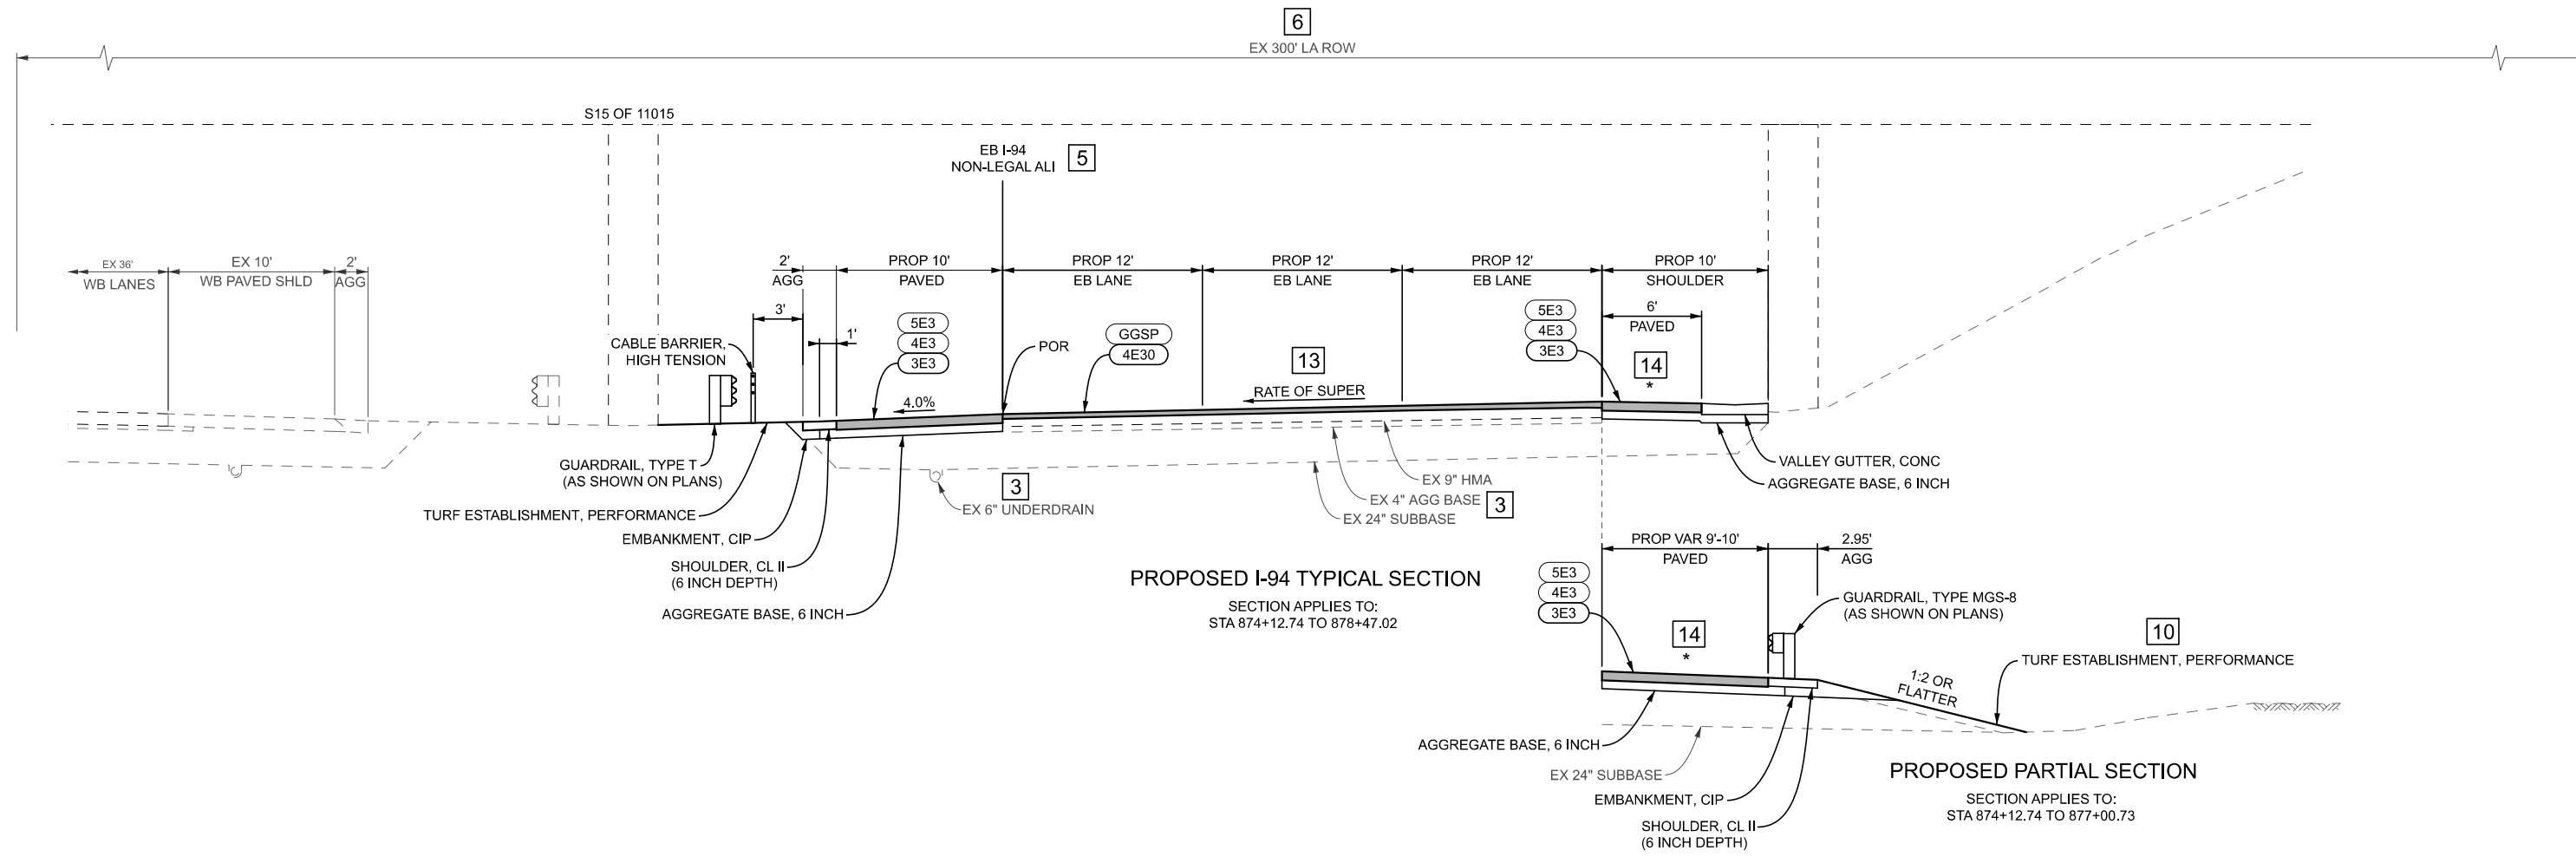 6
EX 300' LA ROW
S15 OF 11015
EB I-94
NON-LEGAL ALI
5
EX 36'
WB LANES
EX 10'
WB PAVED SHLD
2'
AGG
2'
AGG
PROP 10'
PAVED
PROP 12'
EB LANE
PROP 12'
EB LANE
PROP 12'
EB LANE
PROP 10'
SHOULDER
3'
1'
6'
PAVED
CABLE BARRIER,
HIGH TENSION
5E3
4E3
3E3
POR
GGSP
4E30
13
RATE OF SUPER
5E3
4E3
3E3
14
*
4.0%
GUARDRAIL, TYPE T
(AS SHOWN ON PLANS)
TURF ESTABLISHMENT, PERFORMANCE
EMBANKMENT, CIP
SHOULDER, CL II
(6 INCH DEPTH)
AGGREGATE BASE, 6 INCH
3
EX 6" UNDERDRAIN
EX 9" HMA
EX 4" AGG BASE
3
EX 24" SUBBASE
VALLEY GUTTER, CONC
AGGREGATE BASE, 6 INCH
PROPOSED I-94 TYPICAL SECTION
SECTION APPLIES TO:
STA 874+12.74 TO 878+47.02
PROP VAR 9'-10'
PAVED
2.95'
AGG
5E3
4E3
3E3
14
*
GUARDRAIL, TYPE MGS-8
(AS SHOWN ON PLANS)
10
TURF ESTABLISHMENT, PERFORMANCE
1:2 OR
FLATTER
AGGREGATE BASE, 6 INCH
EX 24" SUBBASE
EMBANKMENT, CIP
SHOULDER, CL II
(6 INCH DEPTH)
PROPOSED PARTIAL SECTION
SECTION APPLIES TO:
STA 874+12.74 TO 877+00.73